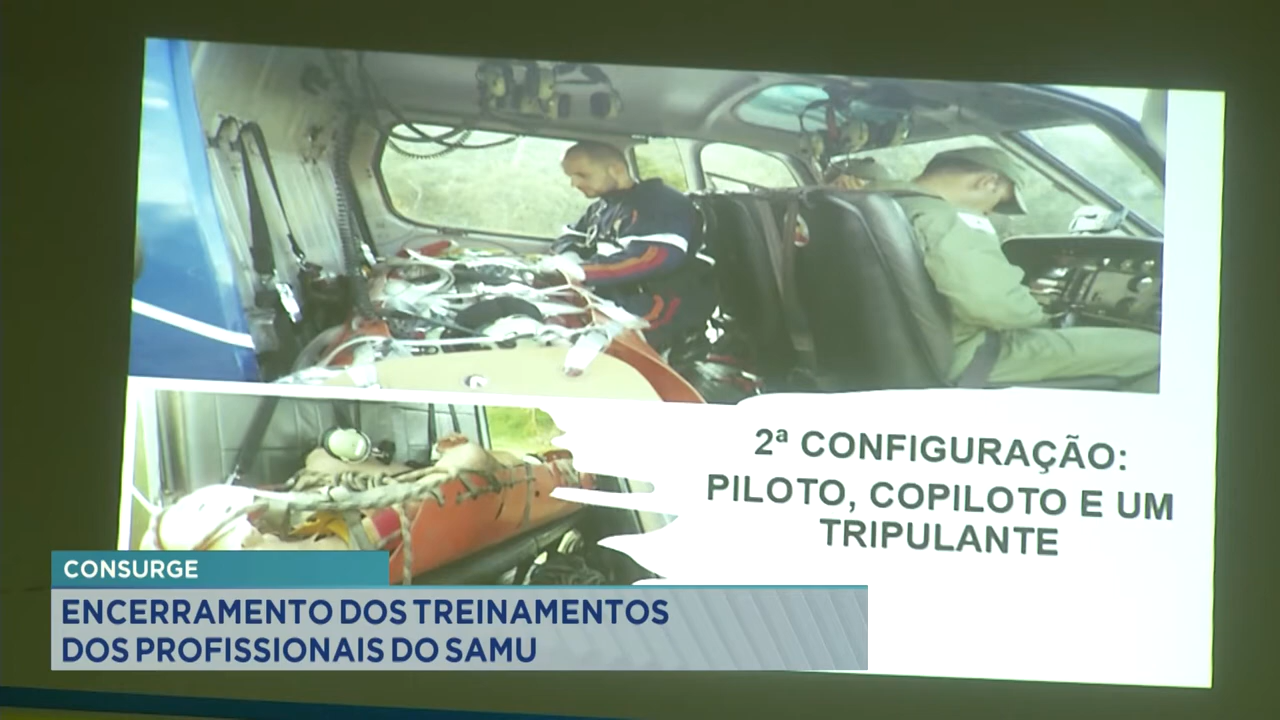 2ª CONFIGURAÇÃO:
PILOTO, COPILOTO E UM
TRIPULANTE
CONSURGE
ENCERRAMENTO DOS TREINAMENTOS
DOS PROFISSIONAIS DO SAMU